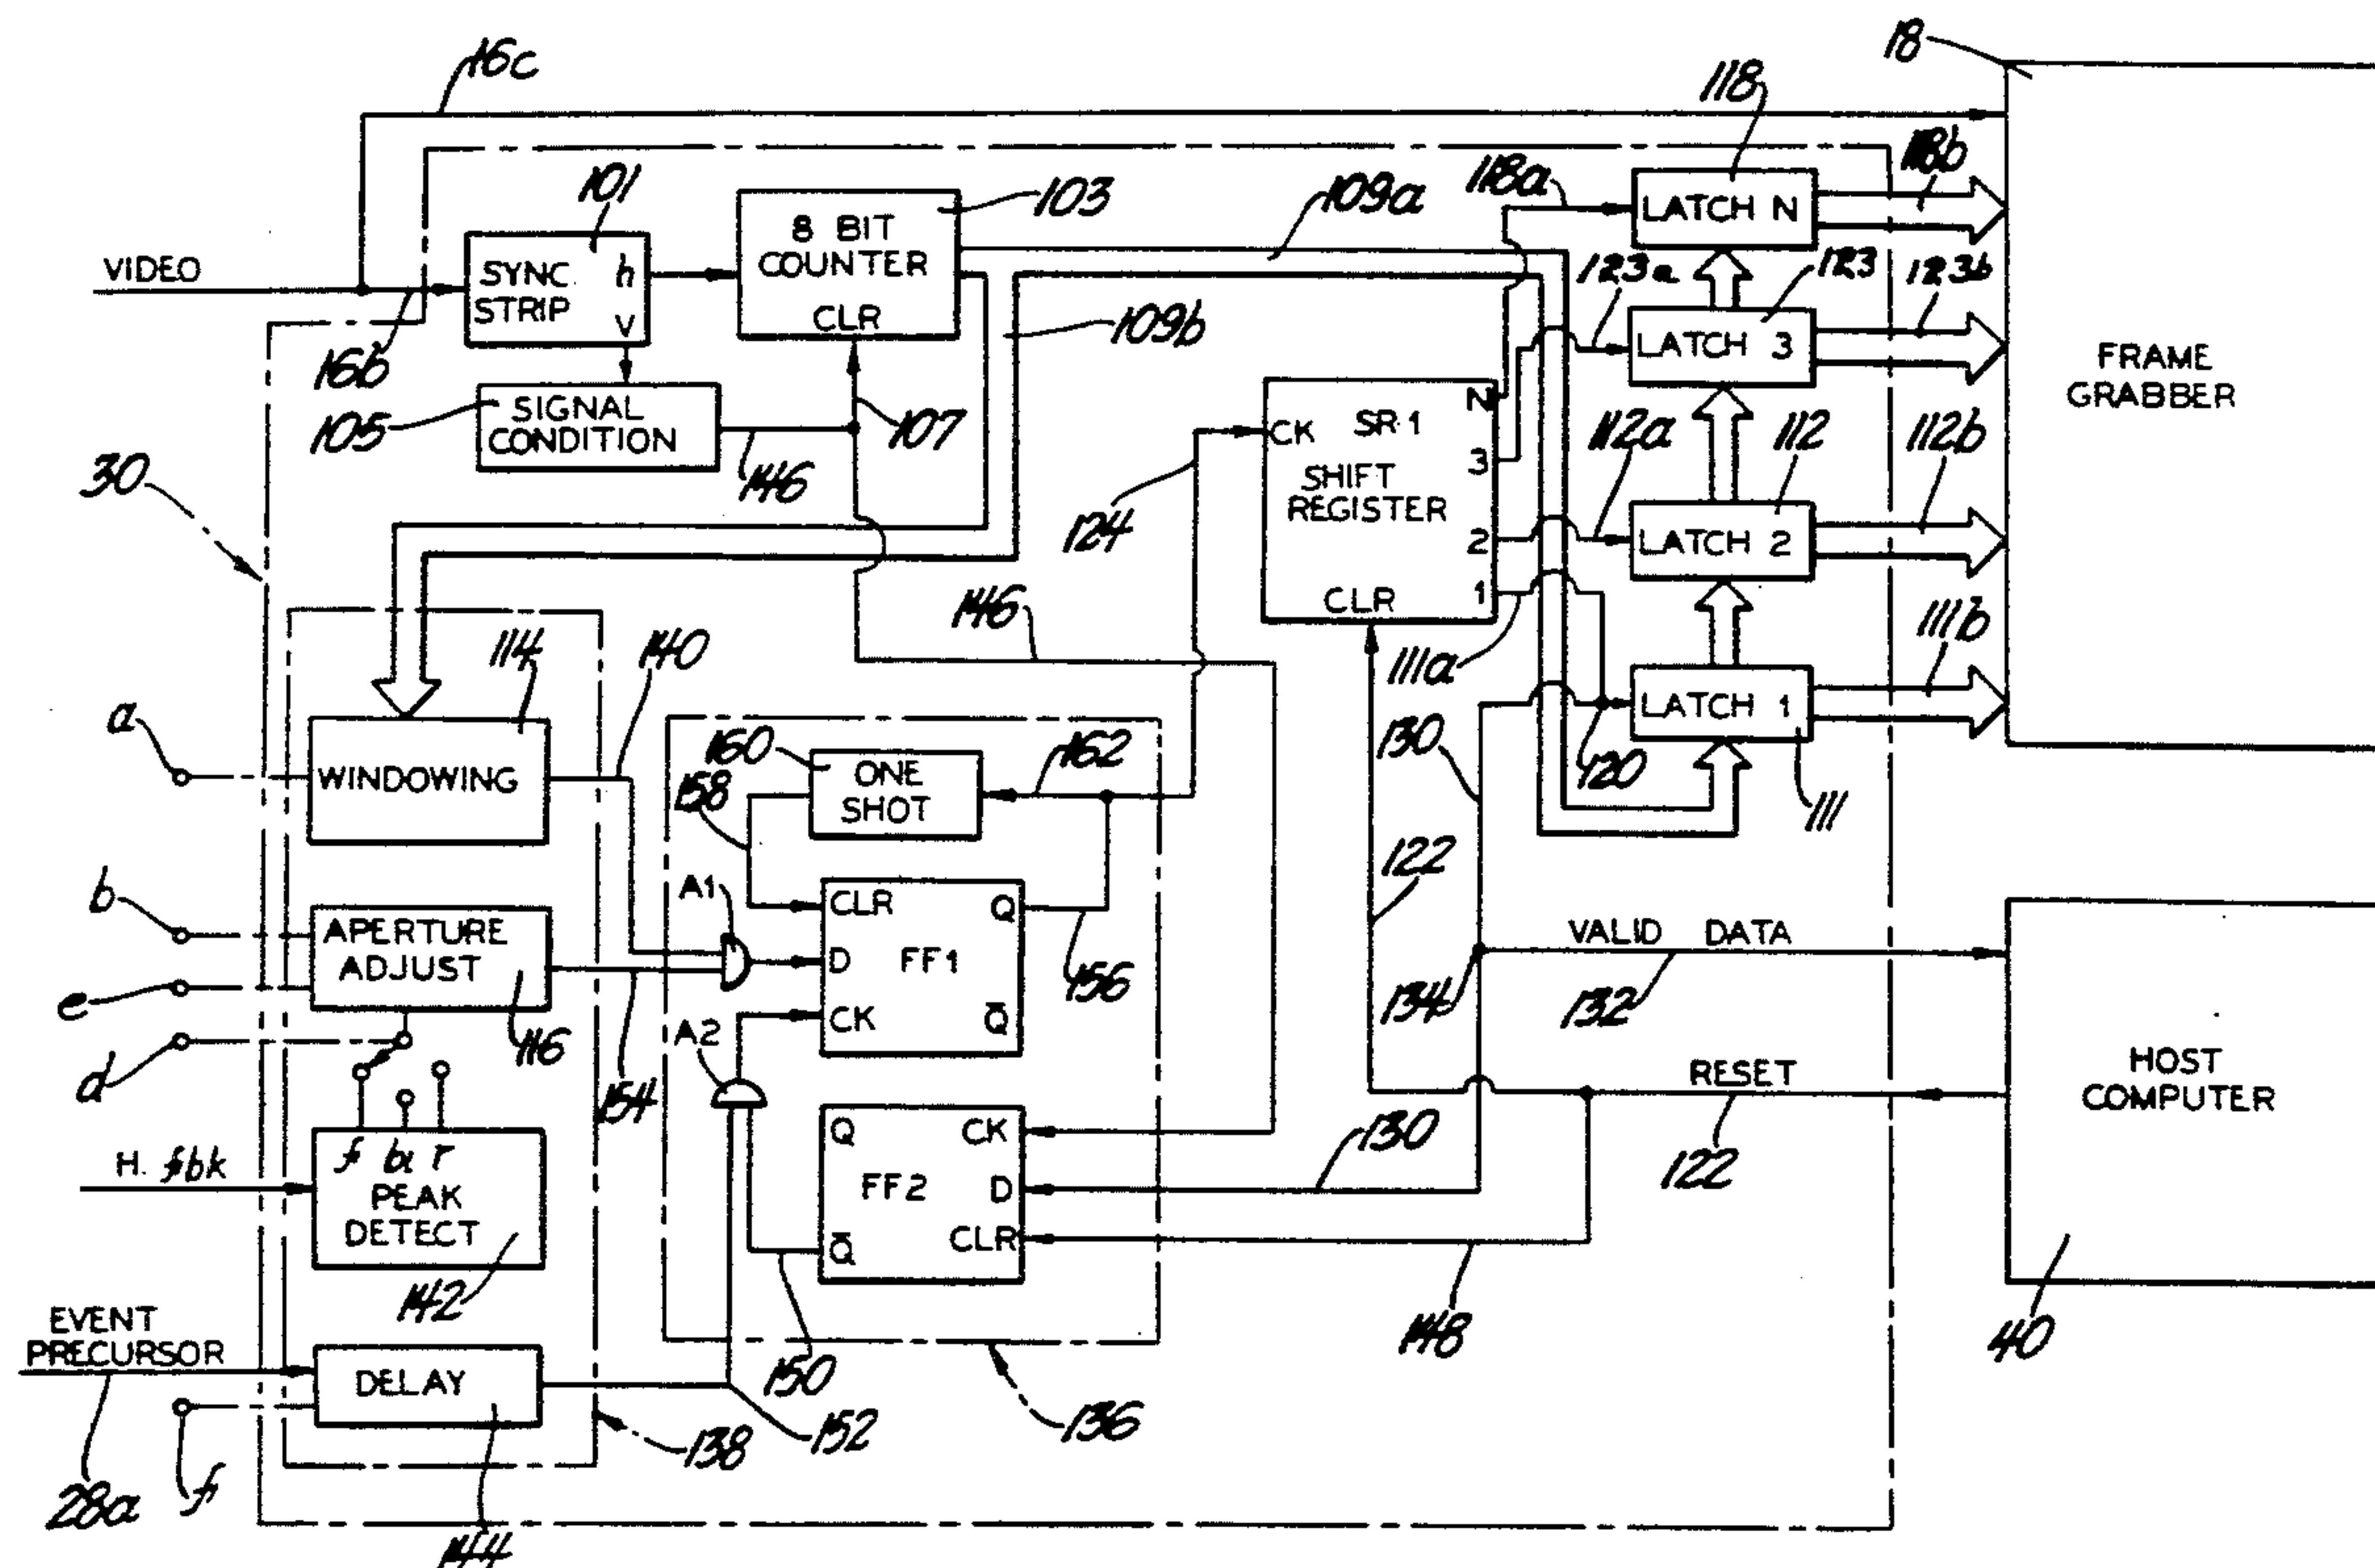 16c
18
118
101
103
118a
109a
118b
LATCH N
8 BIT
COUNTER
CLR
VIDEO
SYNC
STRIP
h
v
123a
123
123b
109b
16b
LATCH 3
FRAME
GRABBER
105
SIGNAL
CONDITION
107
146
30
124
CK SR1
SHIFT
REGISTER
CLR
N
3
2
1
112a
112
112b
LATCH 2
146
111a
111b
114
140
a
WINDOWING
160
ONE
SHOT
158
162
130
LATCH 1
120
111
122
b
APERTURE
ADJUST
e
d
116
A1
CLR
D FF1
CK
Q
Q̅
156
154
A2
134
VALID DATA
132
HOST
COMPUTER
RESET
122
H. fbk
f bl r
PEAK
DETECT
142
Q CK
FF2 D
CLR
Q̅
130
148
40
EVENT
PRECURSOR
DELAY
28a
f
144
138
152
150
136